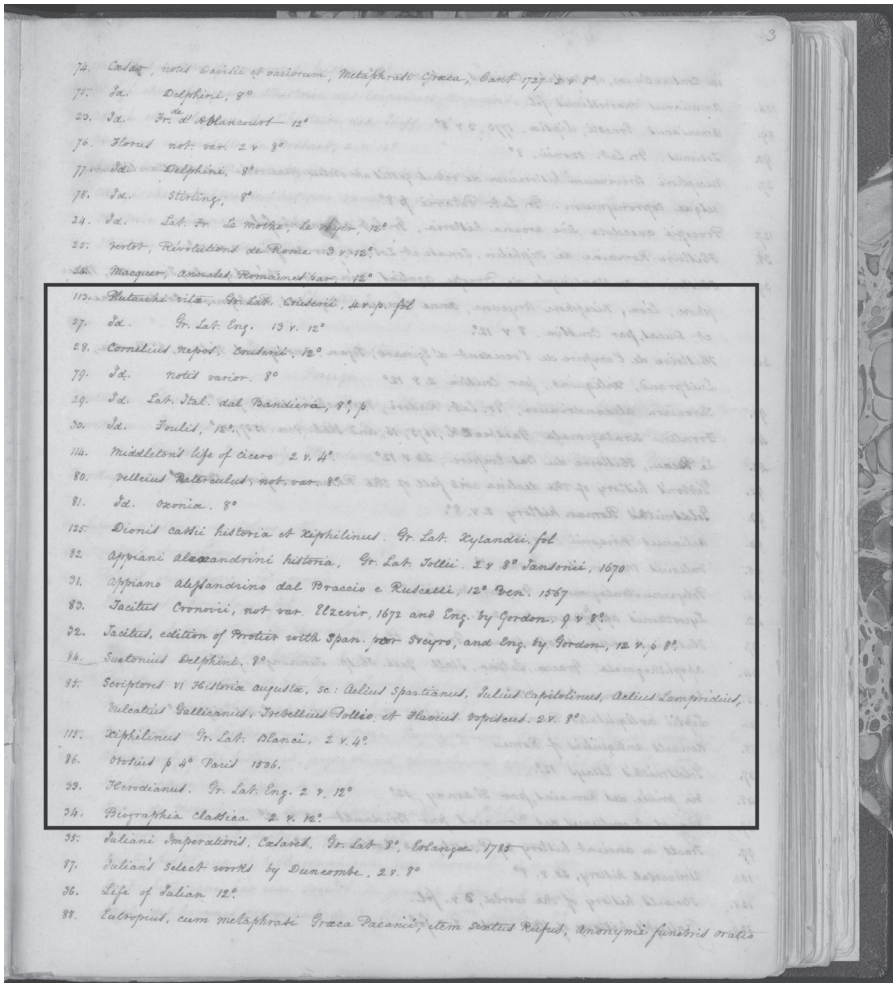 3
74. Caesar, notis Davisii et variorum, Metaphrasi Graeca, Cant. 1727. 2 v 8°
75. Id. Delphini, 8°
23. Id. Fr. de d'Ablancourt 12°
76. Florus not. var. 2 v 8°
77. Id. Delphini, 8°
78. Id. Stirling, 8°
24. Id. Lat. Fr. Le Mothe, le Vayer, 12°
25. Vertot, Révolutions de Rome 3 v. 12°
26. Macquer, Annales Romaines par, 12°
113. Plutarchi vitae, Gr. Lat. Cruserii, 4 v. p. fol
27. Id. Gr. Lat. Eng. 13 v. 12°
28. Cornelius Nepos, Couterii, 12°
79. Id. notis varior. 8°
29. Id. Lat. Ital. dal Bandiera, 8°, p
30. Id. Foulis, 12°.
114. Middleton's life of Cicero 2 v. 4°.
80. Velleius Paterculus, not. var. 8°
81. Id. Oxoniae. 8°
125. Dionis Cassii historia et Xiphilinus. Gr. Lat. Xylandri. fol
82. Appiani Alexandrini historia, Gr. Lat. Tollii. 2 v 8° Jansonii, 1670
31. Appiano Alessandrino dal Braccio e Ruscelli, 12° Ven. 1567
83. Tacitus Gronovii, not var. Elzevir, 1672 and Eng. by Gordon. 9 v 8°.
32. Tacitus, edition of Brotier with Span. por Sueyro, and Eng. by Gordon, 12 v. p 8°.
84. Suetonius Delphini. 8°
85. Scriptores VI Historiae Augustae, sc: Aelius Spartianus, Julius Capitolinus, Aelius Lampridius,
Vulcatius Gallicanus, Trebellius Pollio, et Flavius Vopiscus. 2 v. 8°.
115. Xiphilinus Gr. Lat. Blanci. 2 v. 4°.
86. Orosius p 4° Paris 1506.
33. Herodianus. Gr. Lat. Eng. 2 v. 12°
34. Biographia Classica 2 v. 12°.
35. Juliani Imperatoris, Caesares, Gr. Lat. 8°, Erlangae. 1785
87. Julian's Select works by Duncombe. 2 v. 8°
36. Life of Julian 12°.
88. Eutropius, cum metaphrasi Graeca Paeanii, item Sextus Rufus, anonymi funebris oratio